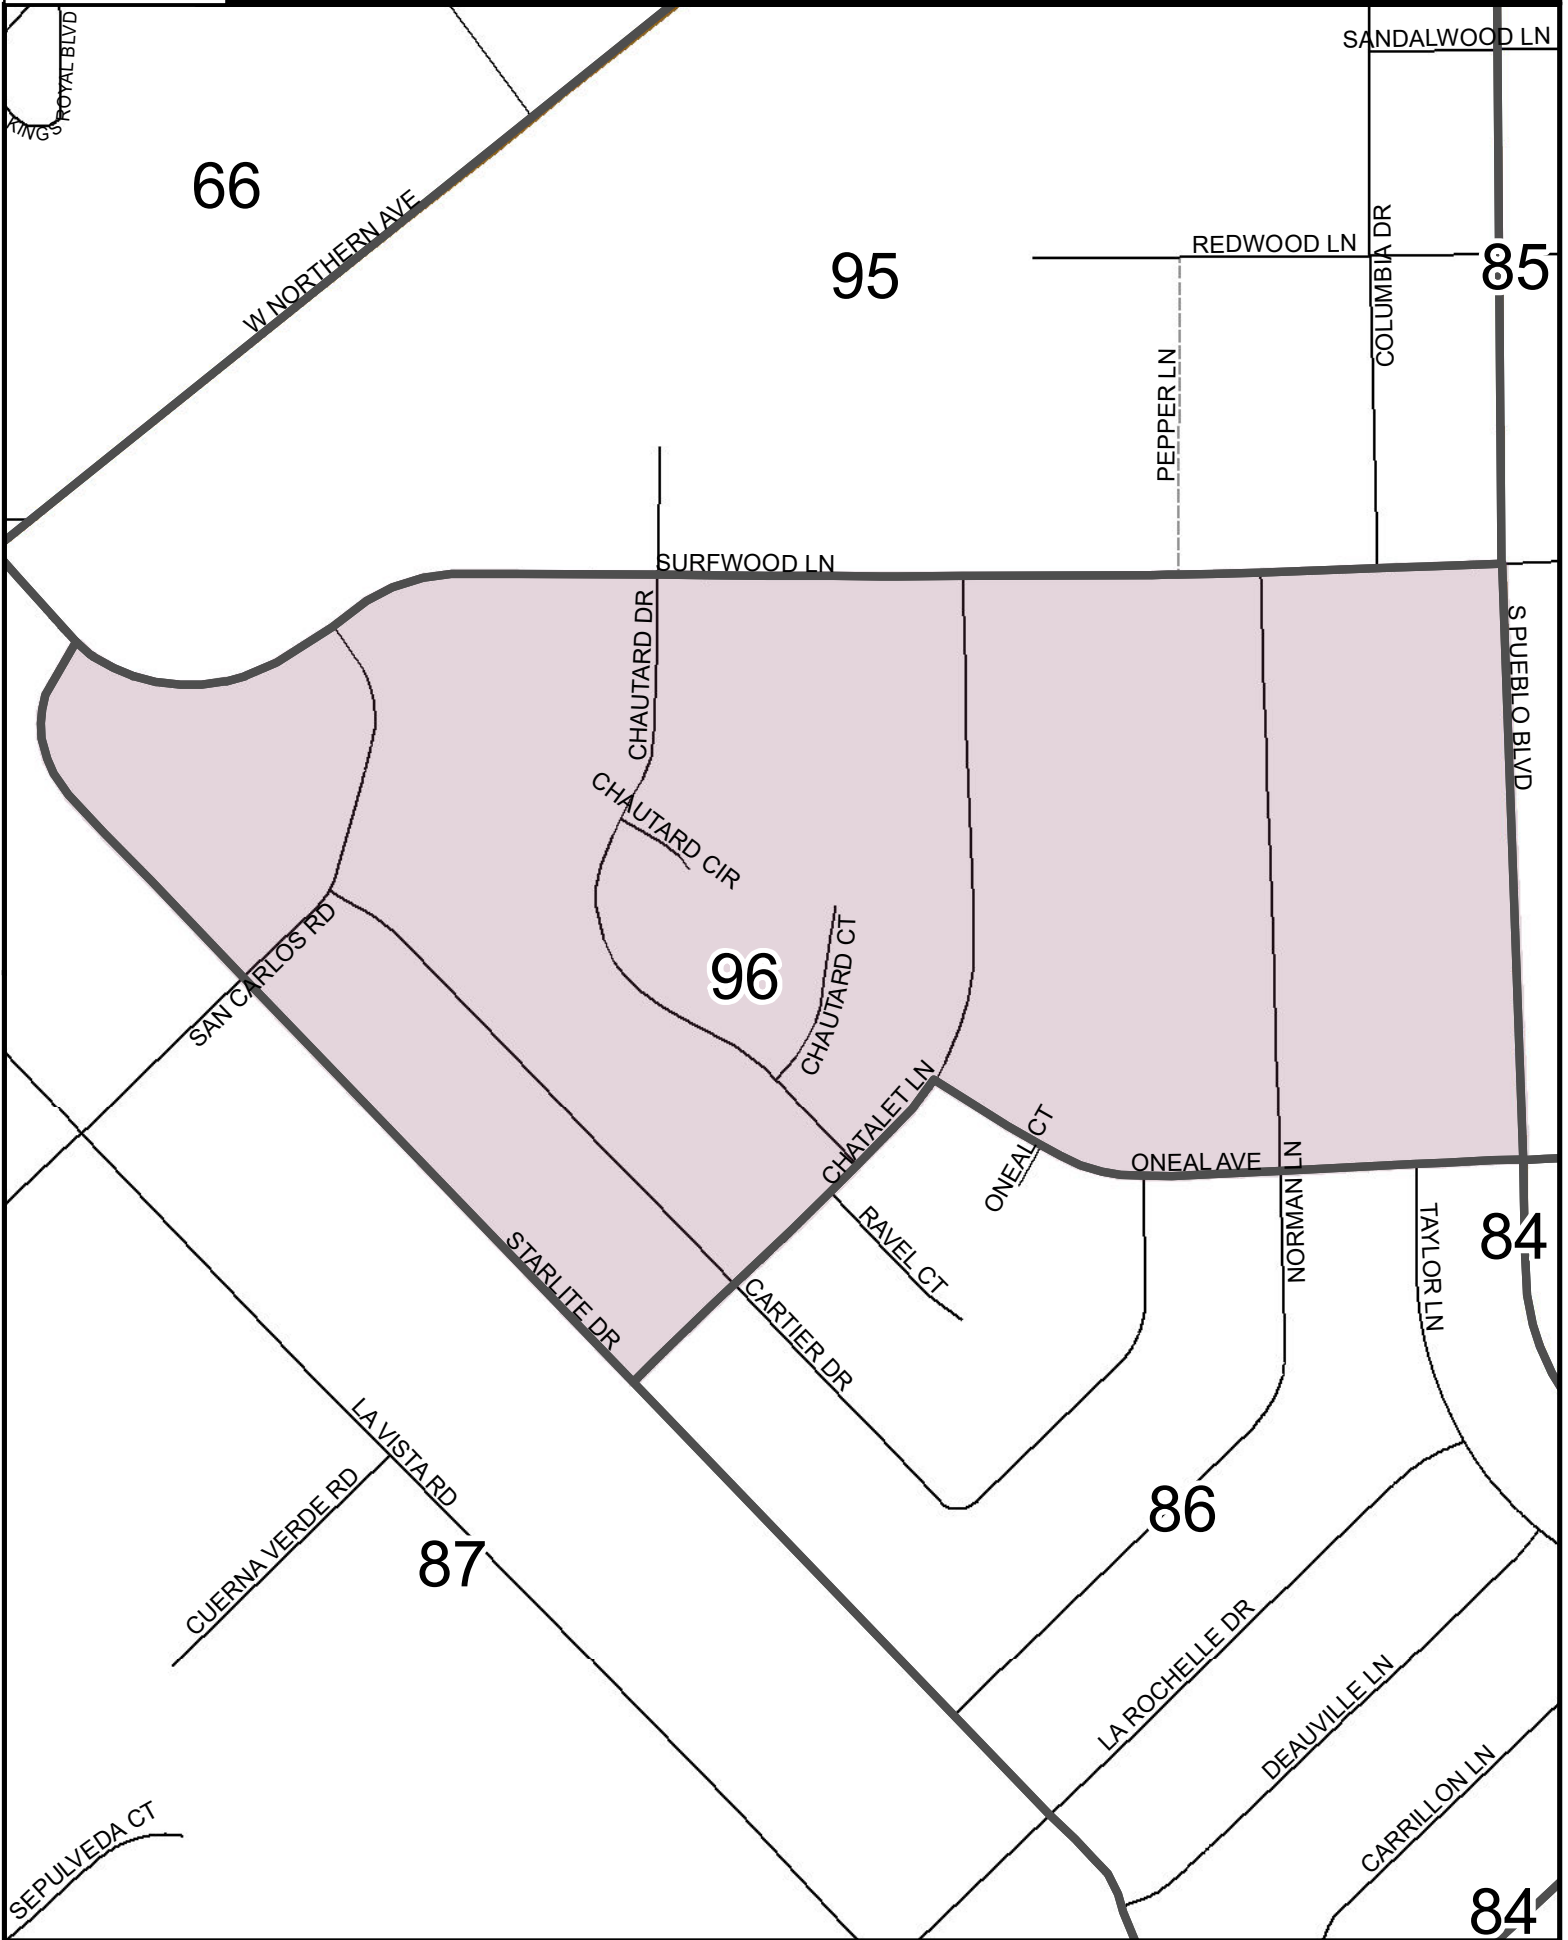 ROYAL BLVD
KINGS
SANDALWOOD LN
66
W NORTHERN AVE
95
REDWOOD LN
COLUMBIA DR
85
PEPPER LN
SURFWOOD LN
CHAUTARD DR
S PUEBLO BLVD
CHAUTARD CIR
SAN CARLOS RD
96
CHAUTARD CT
CHATALET LN
ONEAL CT
ONEAL AVE
NORMAN LN
TAYLOR LN
84
RAVEL CT
STARLITE DR
CARTIER DR
LA VISTA RD
CUERNA VERDE RD
87
86
LA ROCHELLE DR
DEAUVILLE LN
CARRILLON LN
SEPULVEDA CT
84